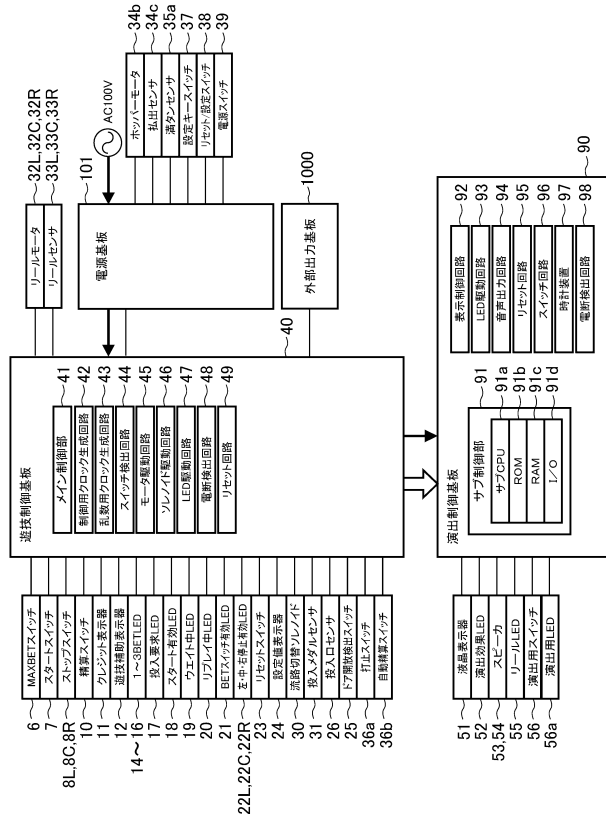 6 MAXBETスイッチ
7 スタートスイッチ
8L,8C,8R ストップスイッチ
10 精算スイッチ
11 クレジット表示器
12 遊技補助表示器
14～16 1～3BETLED
17 投入要求LED
18 スタート有効LED
19 ウエイト中LED
20 リプレイ中LED
21 BETスイッチ有効LED
22L,22C,22R 左・中・右停止有効LED
23 リセットスイッチ
24 設定値表示器
30 流路切替ソレノイド
31 投入メダルセンサ
26 投入口センサ
25 ドア開放検出スイッチ
36a 打止スイッチ
36b 自動精算スイッチ
遊技制御基板
40
メイン制御部 41
制御用クロック生成回路 42
乱数用クロック生成回路 43
スイッチ検出回路 44
モータ駆動回路 45
ソレノイド駆動回路 46
LED駆動回路 47
電断検出回路 48
リセット回路 49
リールモータ 32L,32C,32R
リールセンサ 33L,33C,33R
電源基板
101
AC100V
外部出力基板
1000
ホッパーモータ 34b
払出センサ 34c
満タンセンサ 35a
設定キースイッチ 37
リセット/設定スイッチ 38
電源スイッチ 39
51 液晶表示器
52 演出効果LED
53,54 スピーカ
55 リールLED
56 演出用スイッチ
56a 演出用LED
演出制御基板
90
サブ制御部
91
サブCPU 91a
ROM 91b
RAM 91c
I/O 91d
表示制御回路 92
LED駆動回路 93
音声出力回路 94
リセット回路 95
スイッチ回路 96
時計装置 97
電断検出回路 98